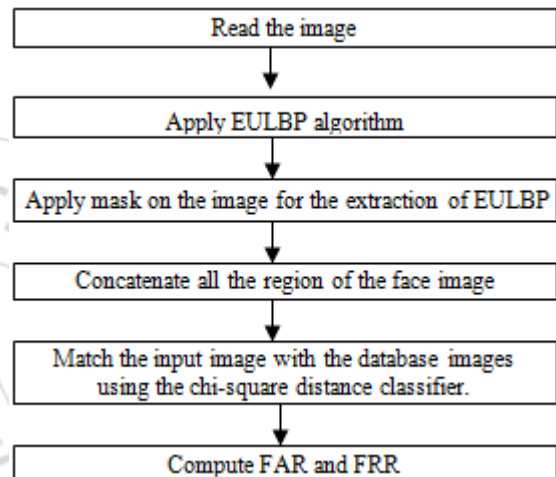 Read the image
Apply EULBP algorithm
Apply mask on the image for the extraction of EULBP
Concatenate all the region of the face image
Match the input image with the database images
using the chi-square distance classifier.
Compute FAR and FRR